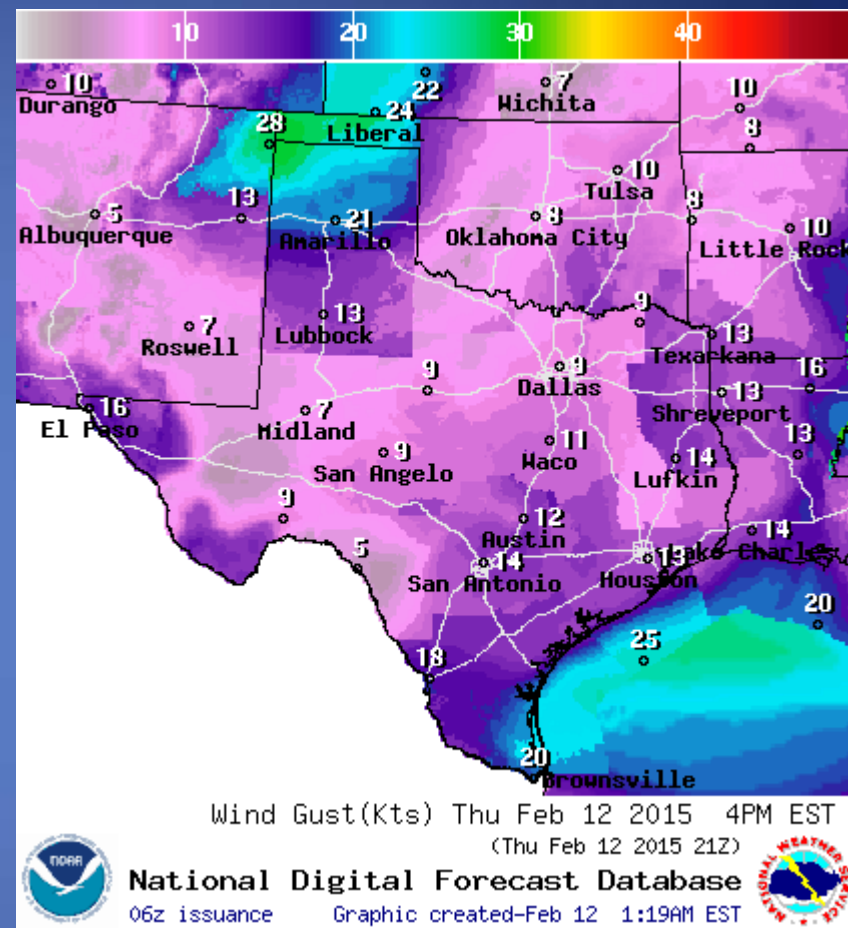 10 20 30 40
10 22 7 10
Durango 24 Wichita
28 Liberal 8
10
Tulsa
5 13 21 8 8 10
Albuquerque Amarillo Oklahoma City Little Rock
7 13 9 13
Roswell Lubbock Texarkana
9 9 13 16
Dallas Shreveport
16 7
El Paso Midland
9 11 14 13
San Angelo Waco Lufkin
9 12 14
Austin Lake Charles
5 14 13
San Antonio Houston
20
18 25
20
Brownsville
Wind Gust(Kts) Thu Feb 12 2015 4PM EST
(Thu Feb 12 2015 21Z)
National Digital Forecast Database
06z issuance Graphic created-Feb 12 1:19AM EST
NOAA
NATIONAL WEATHER SERVICE